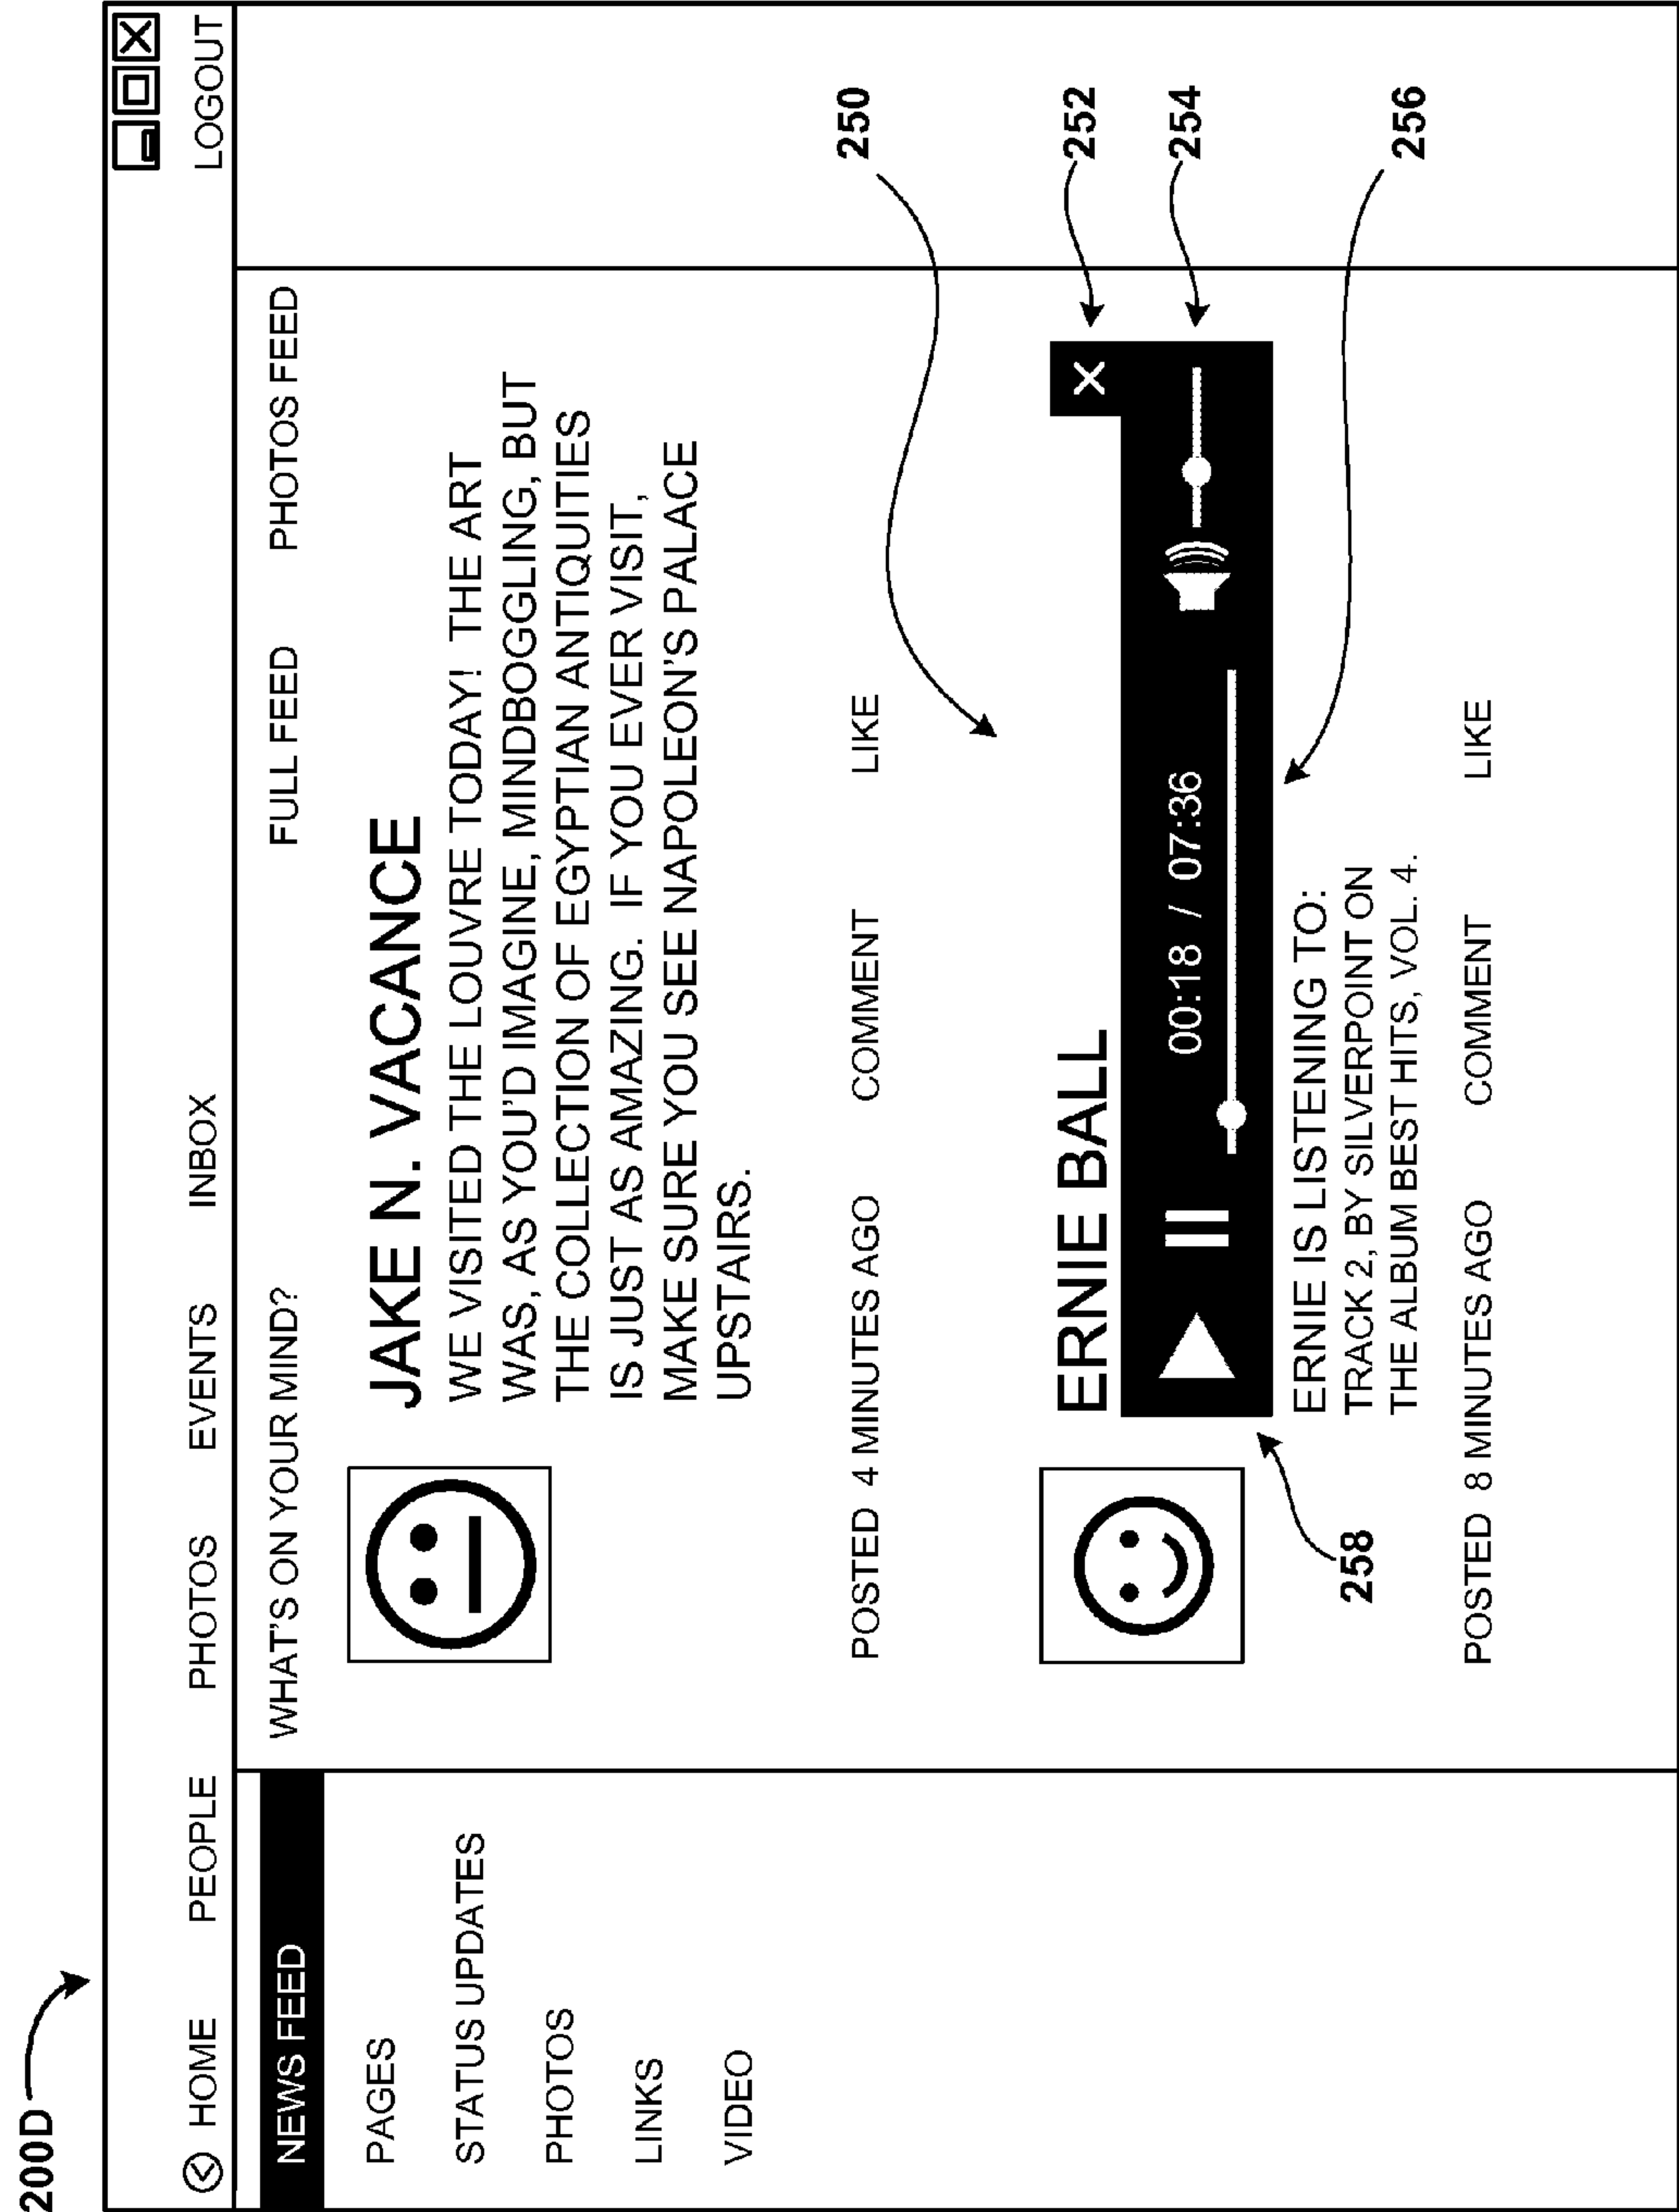 200D
HOME PEOPLE PHOTOS EVENTS INBOX LOGOUT
NEWS FEED
PAGES
STATUS UPDATES
PHOTOS
LINKS
VIDEO
WHAT'S ON YOUR MIND? FULL FEED PHOTOS FEED
JAKE N. VACANCE
WE VISITED THE LOUVRE TODAY! THE ART
WAS, AS YOU'D IMAGINE, MINDBOGGLING, BUT
THE COLLECTION OF EGYPTIAN ANTIQUITIES
IS JUST AS AMAZING. IF YOU EVER VISIT,
MAKE SURE YOU SEE NAPOLEON'S PALACE
UPSTAIRS.
POSTED 4 MINUTES AGO COMMENT LIKE
250
ERNIE BALL
X
252
00:18 / 07:36
254
258
ERNIE IS LISTENING TO:
TRACK 2, BY SILVERPOINT ON
THE ALBUM BEST HITS, VOL. 4.
256
POSTED 8 MINUTES AGO COMMENT LIKE